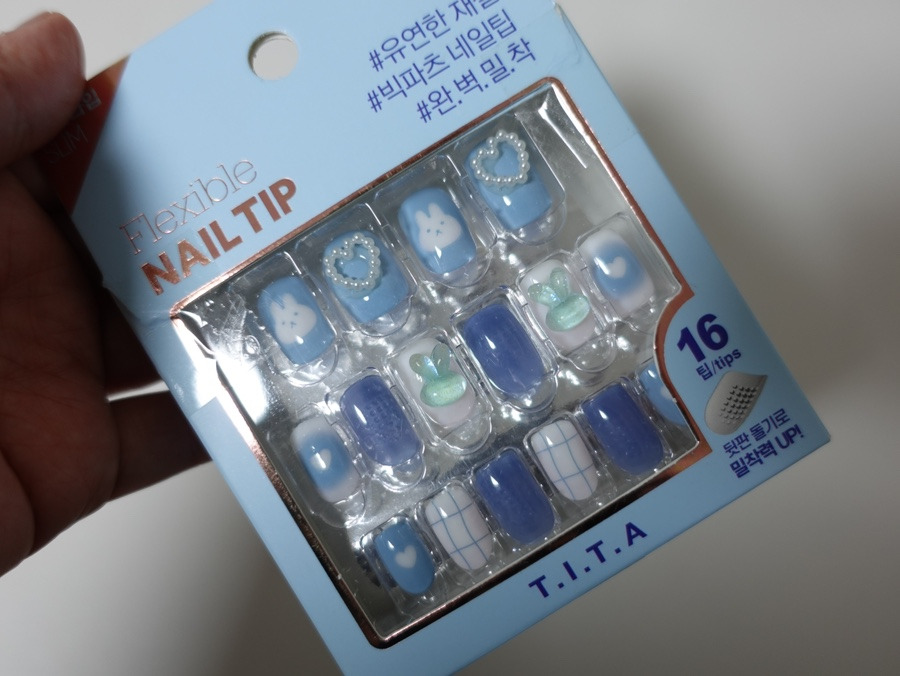 #유연한 재질
#빅파츠 네일팁
#완.벽.밀.착
SLIM
Flexible
NAIL TIP
16
팁/tips
뒷판 돌기로
밀착력 UP!
T.I.T.A